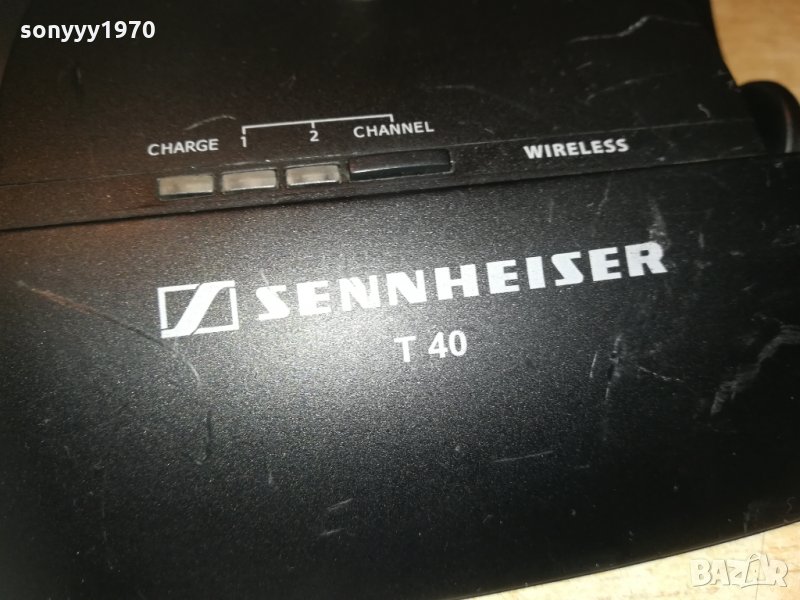 sonyyy1970
CHARGE 1 2 CHANNEL
WIRELESS
SENNHEISER
T 40
BAZAR